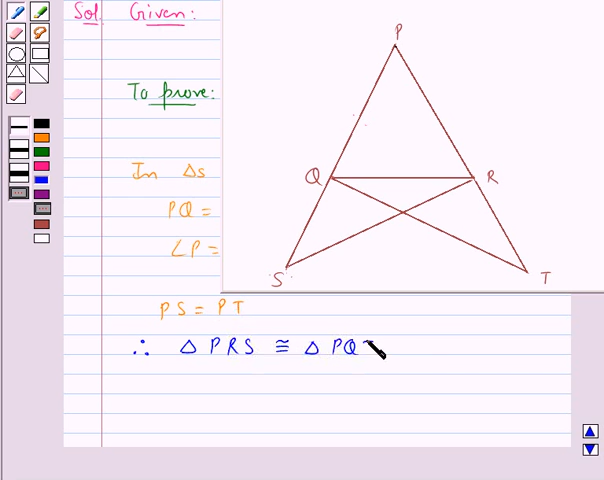 Sol. Given:
To prove:
In Δs
PQ =
∠P =
PS = PT
∴ Δ PRS ≅ Δ PQ
P
Q
R
S
T